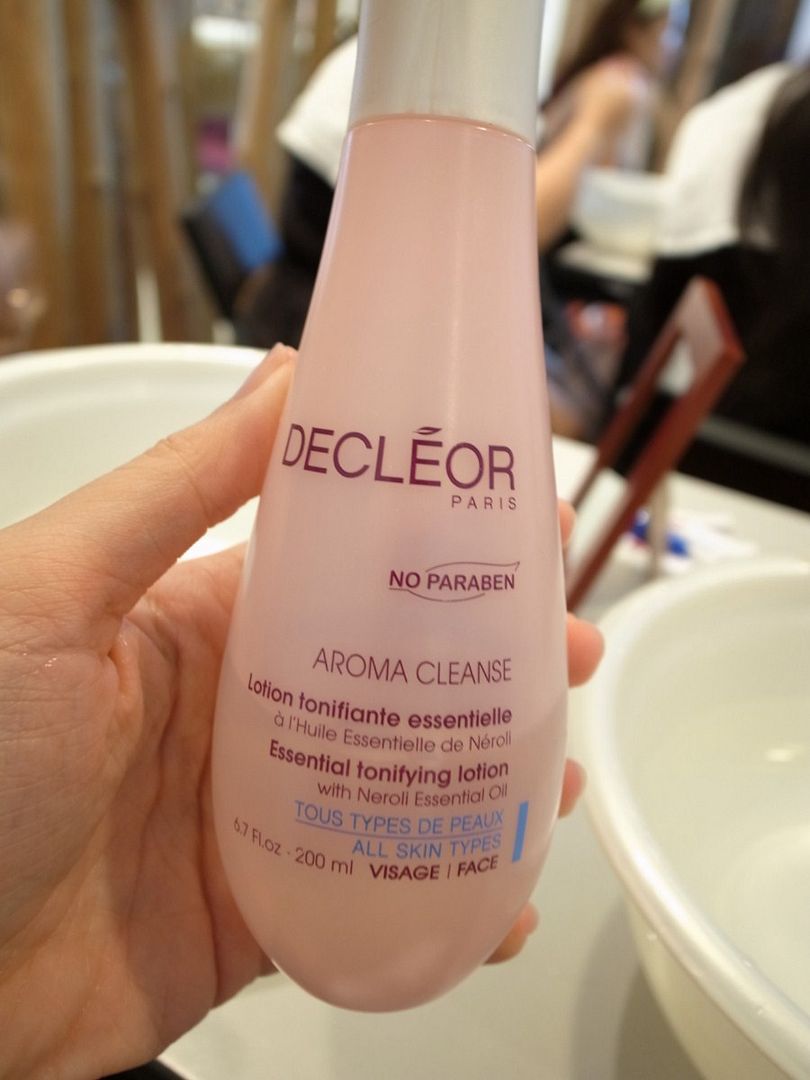 DECLÉOR
PARIS
NO PARABEN
AROMA CLEANSE
Lotion tonifiante essentielle
à l'Huile Essentielle de Néroli
Essential tonifying lotion
with Neroli Essential Oil
TOUS TYPES DE PEAUX
ALL SKIN TYPES
6.7 Fl.oz - 200 ml VISAGE | FACE